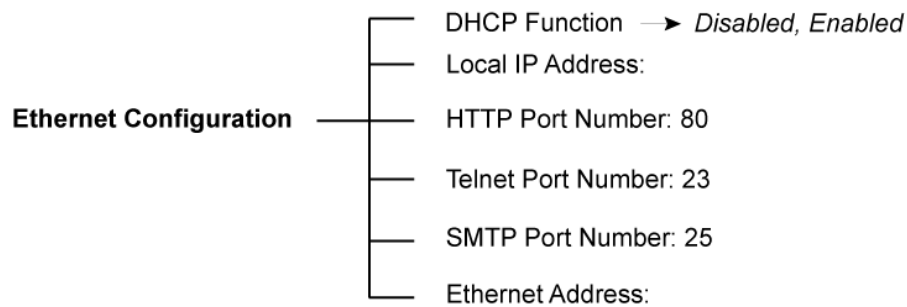 DHCP Function Disabled, Enabled
Local IP Address:
Ethernet Configuration HTTP Port Number: 80
Telnet Port Number: 23
SMTP Port Number: 25
Ethernet Address: